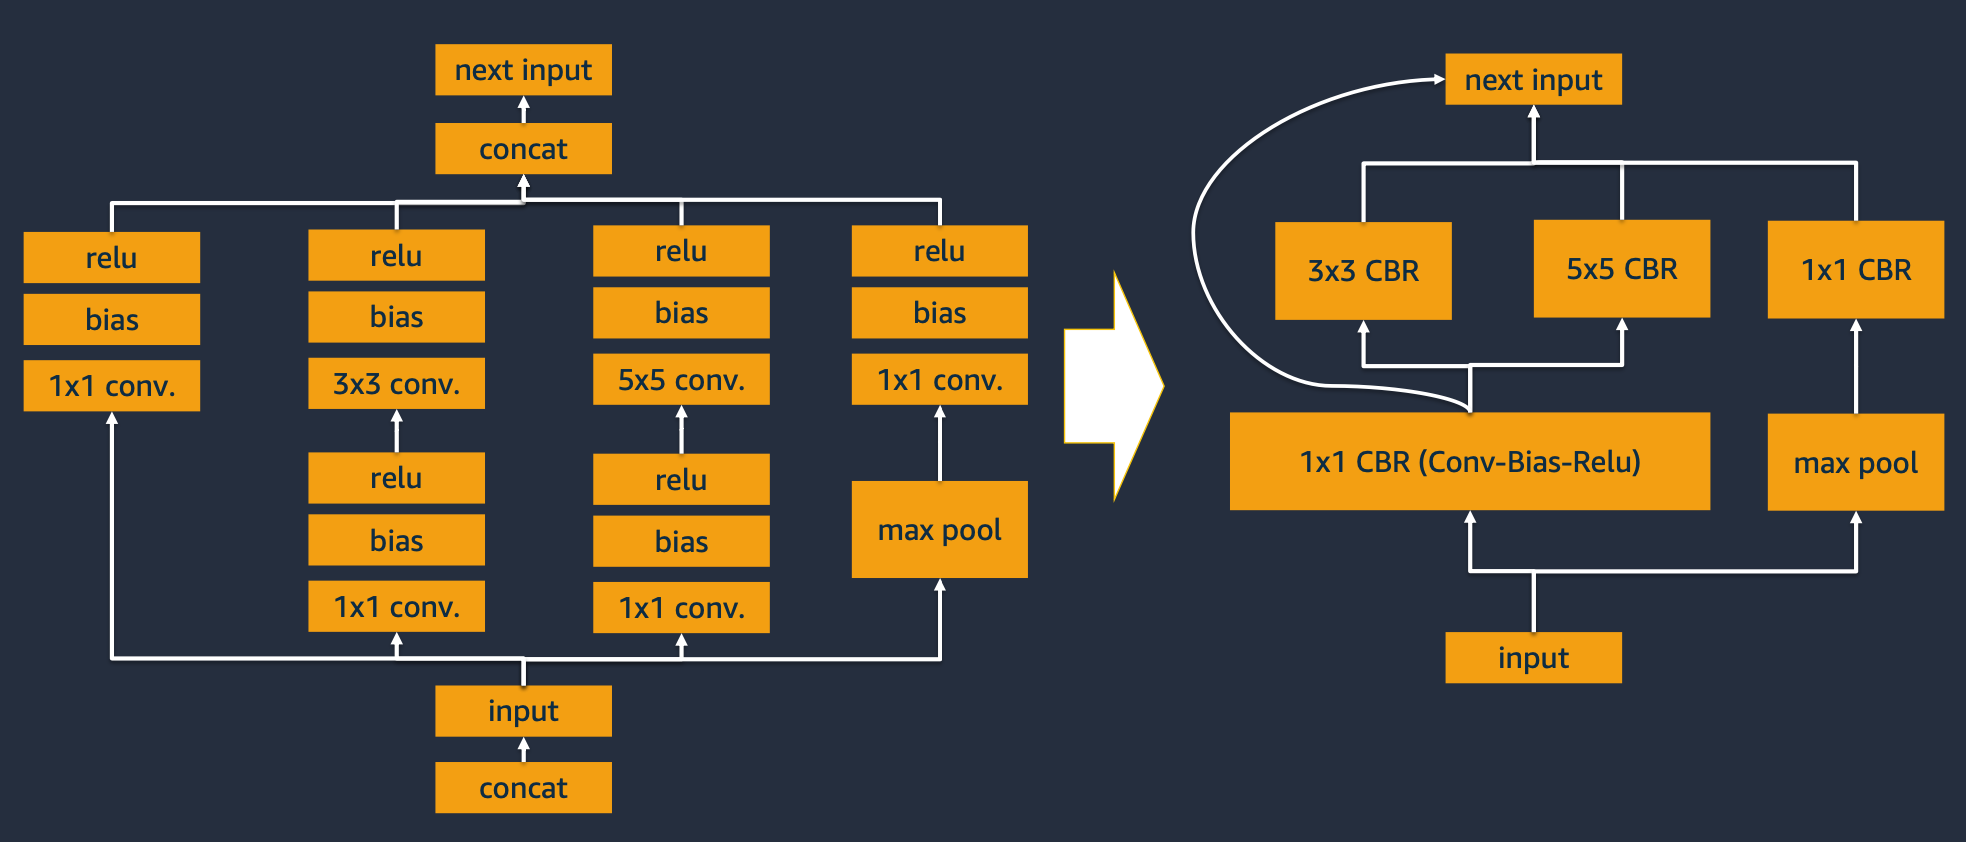 next input
concat
relu
bias
1x1 conv.
relu
bias
3x3 conv.
relu
bias
1x1 conv.
relu
bias
5x5 conv.
relu
bias
1x1 conv.
relu
bias
1x1 conv.
max pool
input
concat
next input
3x3 CBR
5x5 CBR
1x1 CBR
1x1 CBR (Conv-Bias-Relu)
max pool
input